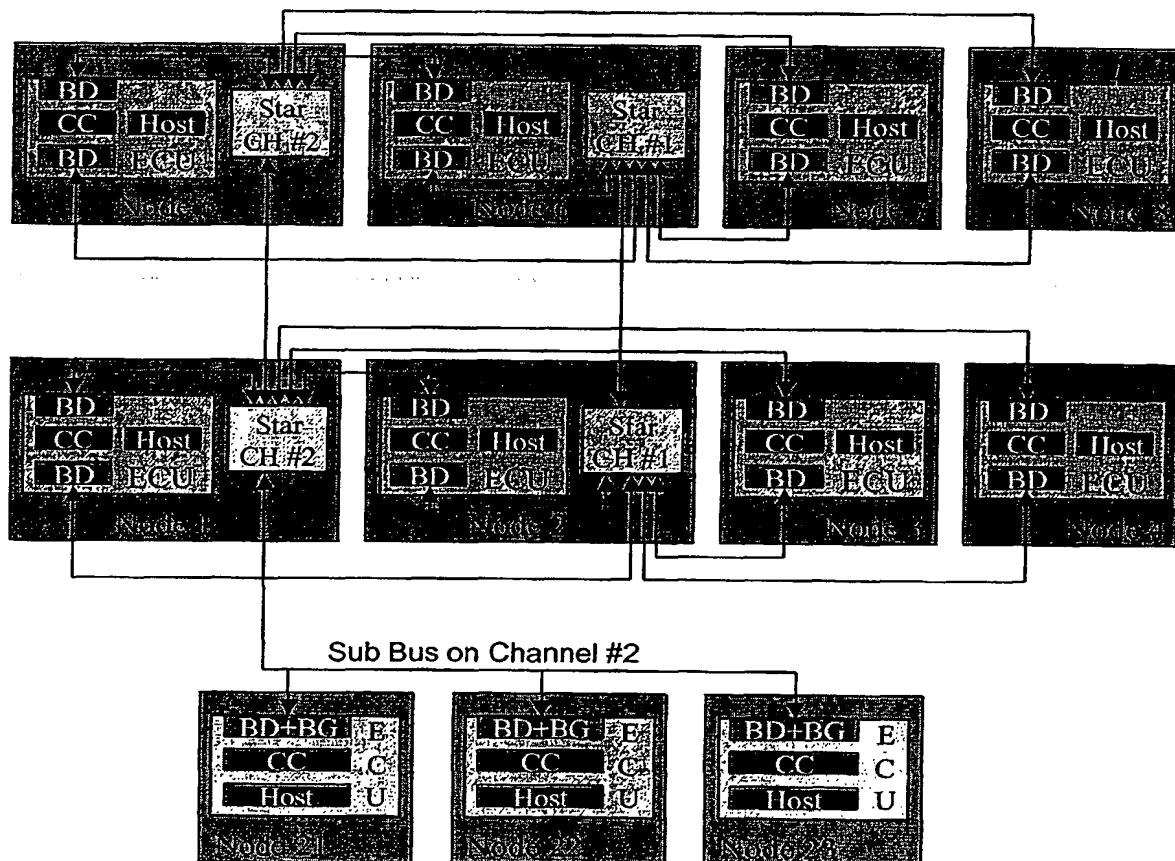 BD
CC Host
BD ECU
Star
CH #2
Node
BD
CC Host
BD ECU
Star
CH #1
Node 6
BD
CC Host
BD ECU
Node 7
BD
CC Host
BD ECU
Node 8
BD
CC Host
BD ECU
Star
CH #2
Node 1
BD
CC Host
BD ECU
Star
CH #1
Node 2
BD
CC Host
BD ECU
Node 3
BD
CC Host
BD ECU
Node 4
Sub Bus on Channel #2
BD+BG E
CC C
Host U
Node 21
BD+BG E
CC C
Host U
Node 22
BD+BG E
CC C
Host U
Node 23